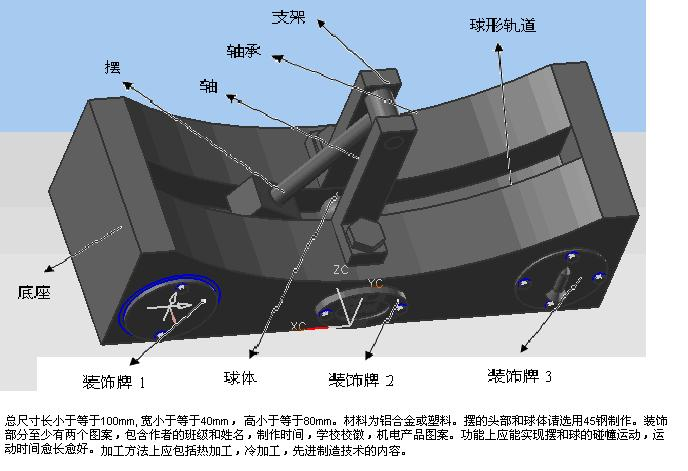 支架
轴承
球形轨道
摆
轴
ZC
YC
底座
XC
装饰牌 1
球体
装饰牌 2
装饰牌 3
总尺寸长小于等于100mm, 宽小于等于40mm，高小于等于80mm。材料为铝合金或塑料。摆的头部和球体请选用45钢制作。装饰
部分至少有两个图案，包含作者的班级和姓名，制作时间，学校校徽，机电产品图案。功能上应能实现摆和球的碰撞运动，运
动时间愈长愈好。加工方法上应包括热加工，冷加工，先进制造技术的内容。